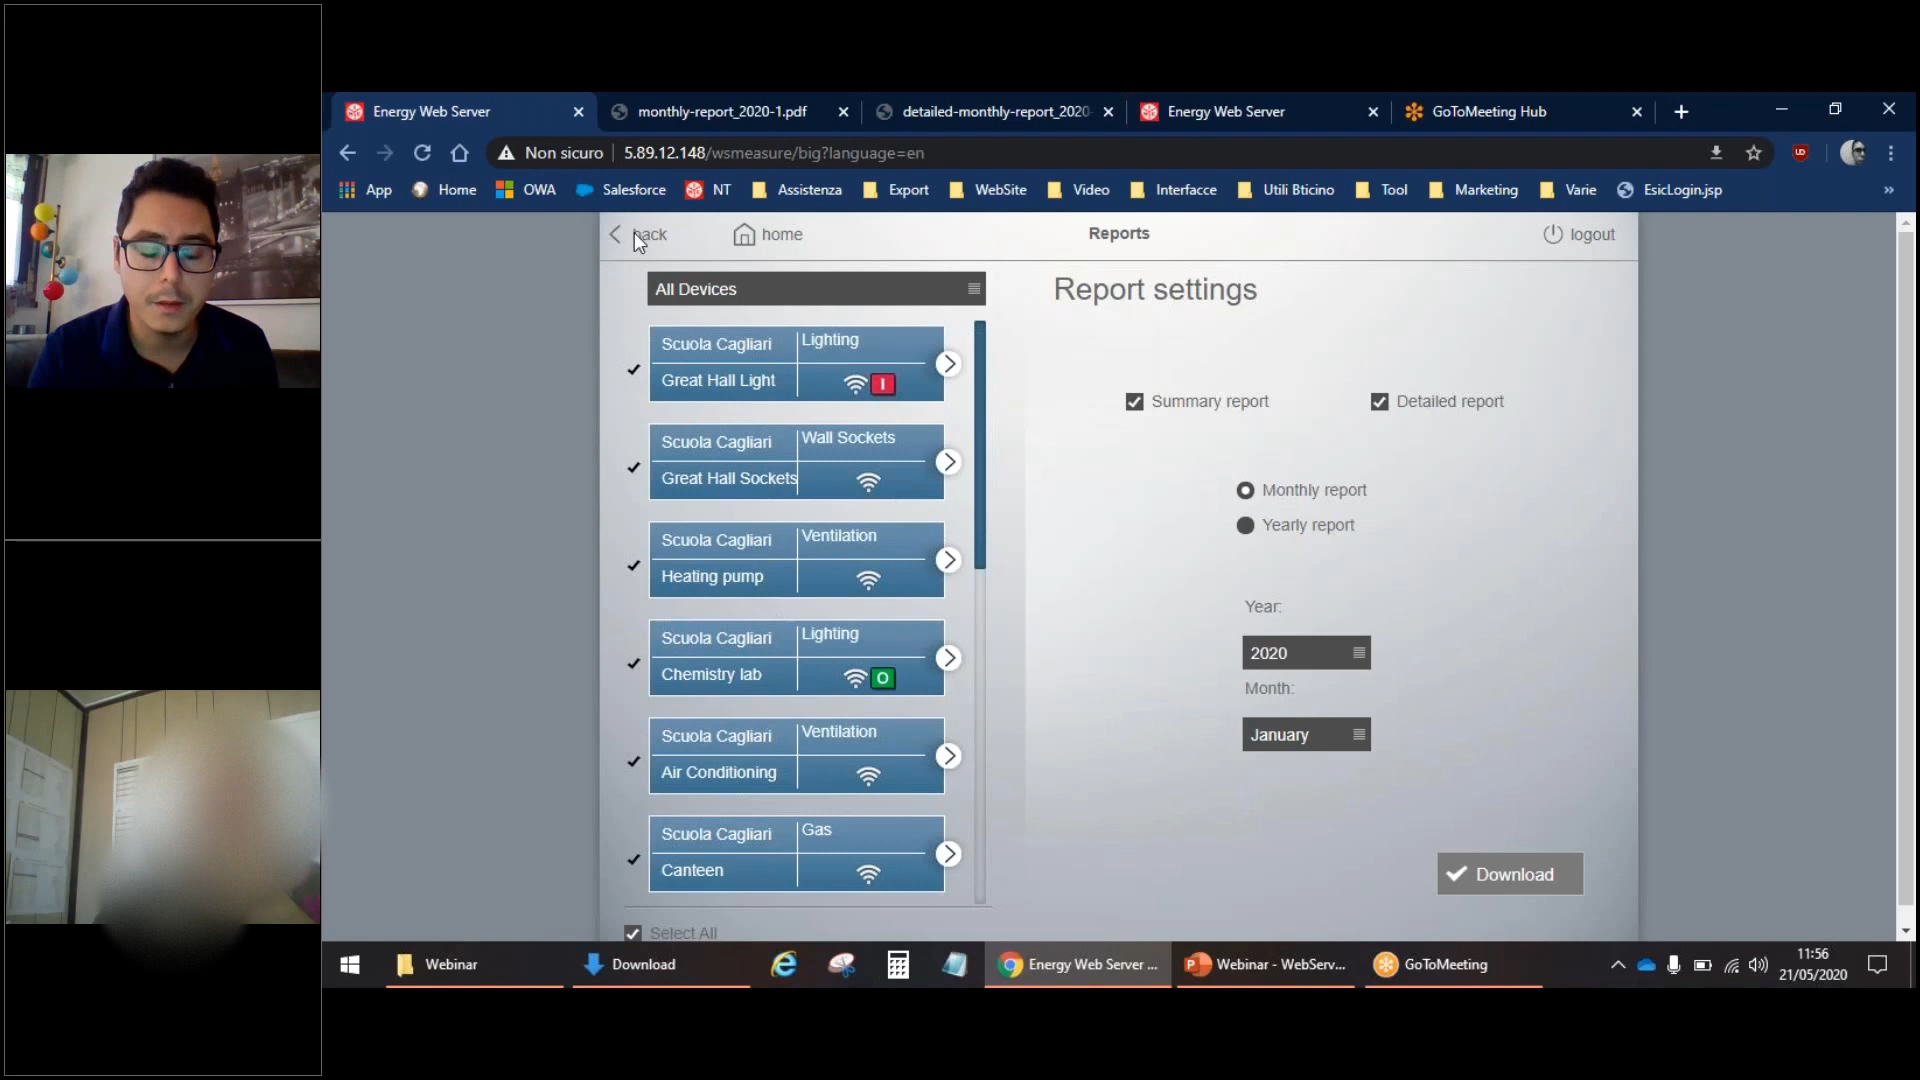 Energy Web Server
monthly-report_2020-1.pdf
detailed-monthly-report_2020-
Energy Web Server
GoToMeeting Hub
Non sicuro
5.89.12.148/wsmeasure/big?language=en
App
Home
OWA
Salesforce
NT
Assistenza
Export
WebSite
Video
Interfacce
Utili Bticino
Tool
Marketing
Varie
EsicLogin.jsp
»
back
home
Reports
logout
All Devices
Report settings
Scuola Cagliari
Lighting
Great Hall Light
I
Scuola Cagliari
Wall Sockets
Great Hall Sockets
Scuola Cagliari
Ventilation
Heating pump
Scuola Cagliari
Lighting
Chemistry lab
O
Scuola Cagliari
Ventilation
Air Conditioning
Scuola Cagliari
Gas
Canteen
Select All
Summary report
Detailed report
Monthly report
Yearly report
Year:
2020
Month:
January
Download
Webinar
Download
Energy Web Server ...
Webinar - WebServ...
GoToMeeting
11:56
21/05/2020